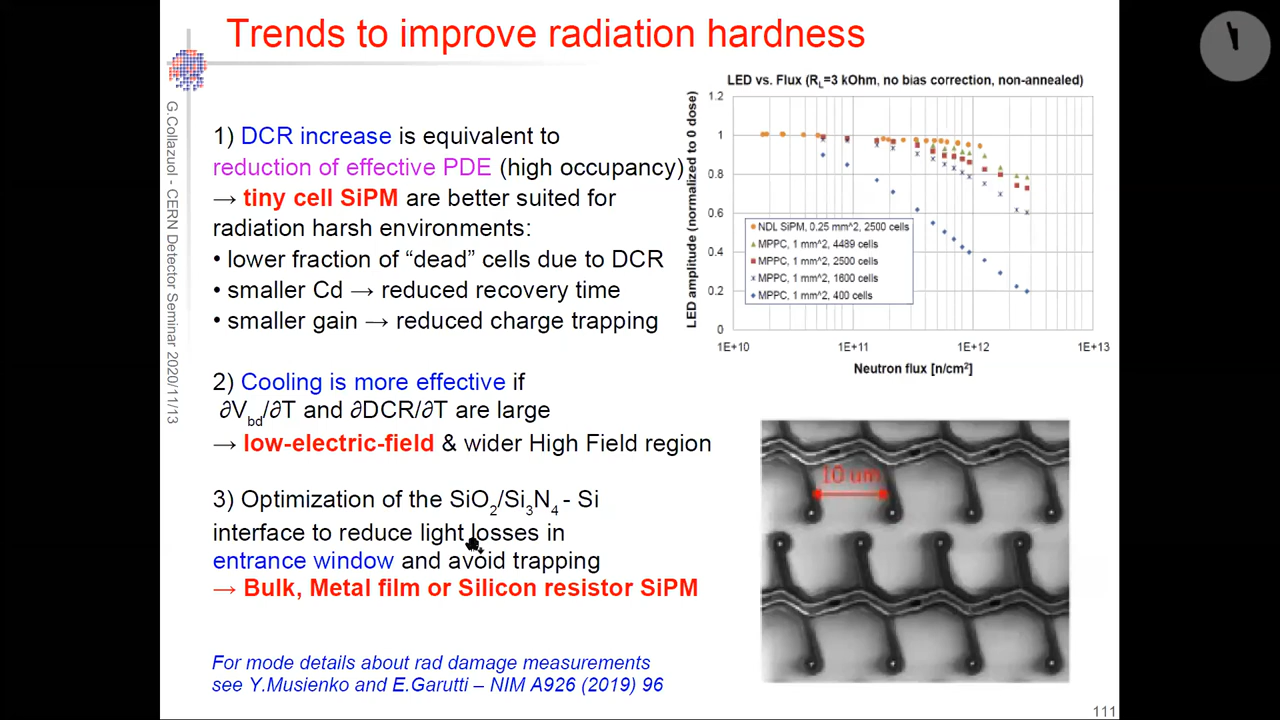 Trends to improve radiation hardness
G.Collazuol - CERN Detector Seminar 2020/11/13
1) DCR increase is equivalent to
reduction of effective PDE (high occupancy)
→ tiny cell SiPM are better suited for
radiation harsh environments:
• lower fraction of “dead” cells due to DCR
• smaller Cd → reduced recovery time
• smaller gain → reduced charge trapping
2) Cooling is more effective if
∂Vbd/∂T and ∂DCR/∂T are large
→ low-electric-field & wider High Field region
3) Optimization of the SiO2/Si3N4 - Si
interface to reduce light losses in
entrance window and avoid trapping
→ Bulk, Metal film or Silicon resistor SiPM
For mode details about rad damage measurements
see Y.Musienko and E.Garutti – NIM A926 (2019) 96
LED vs. Flux (RL=3 kOhm, no bias correction, non-annealed)
LED amplitude (normalized to 0 dose)
1.2
1
0.8
0.6
0.4
0.2
0
NDL SiPM, 0.25 mm^2, 2500 cells
MPPC, 1 mm^2, 4489 cells
MPPC, 1 mm^2, 2500 cells
MPPC, 1 mm^2, 1600 cells
MPPC, 1 mm^2, 400 cells
1E+10 1E+11 1E+12 1E+13
Neutron flux [n/cm²]
10 um
111